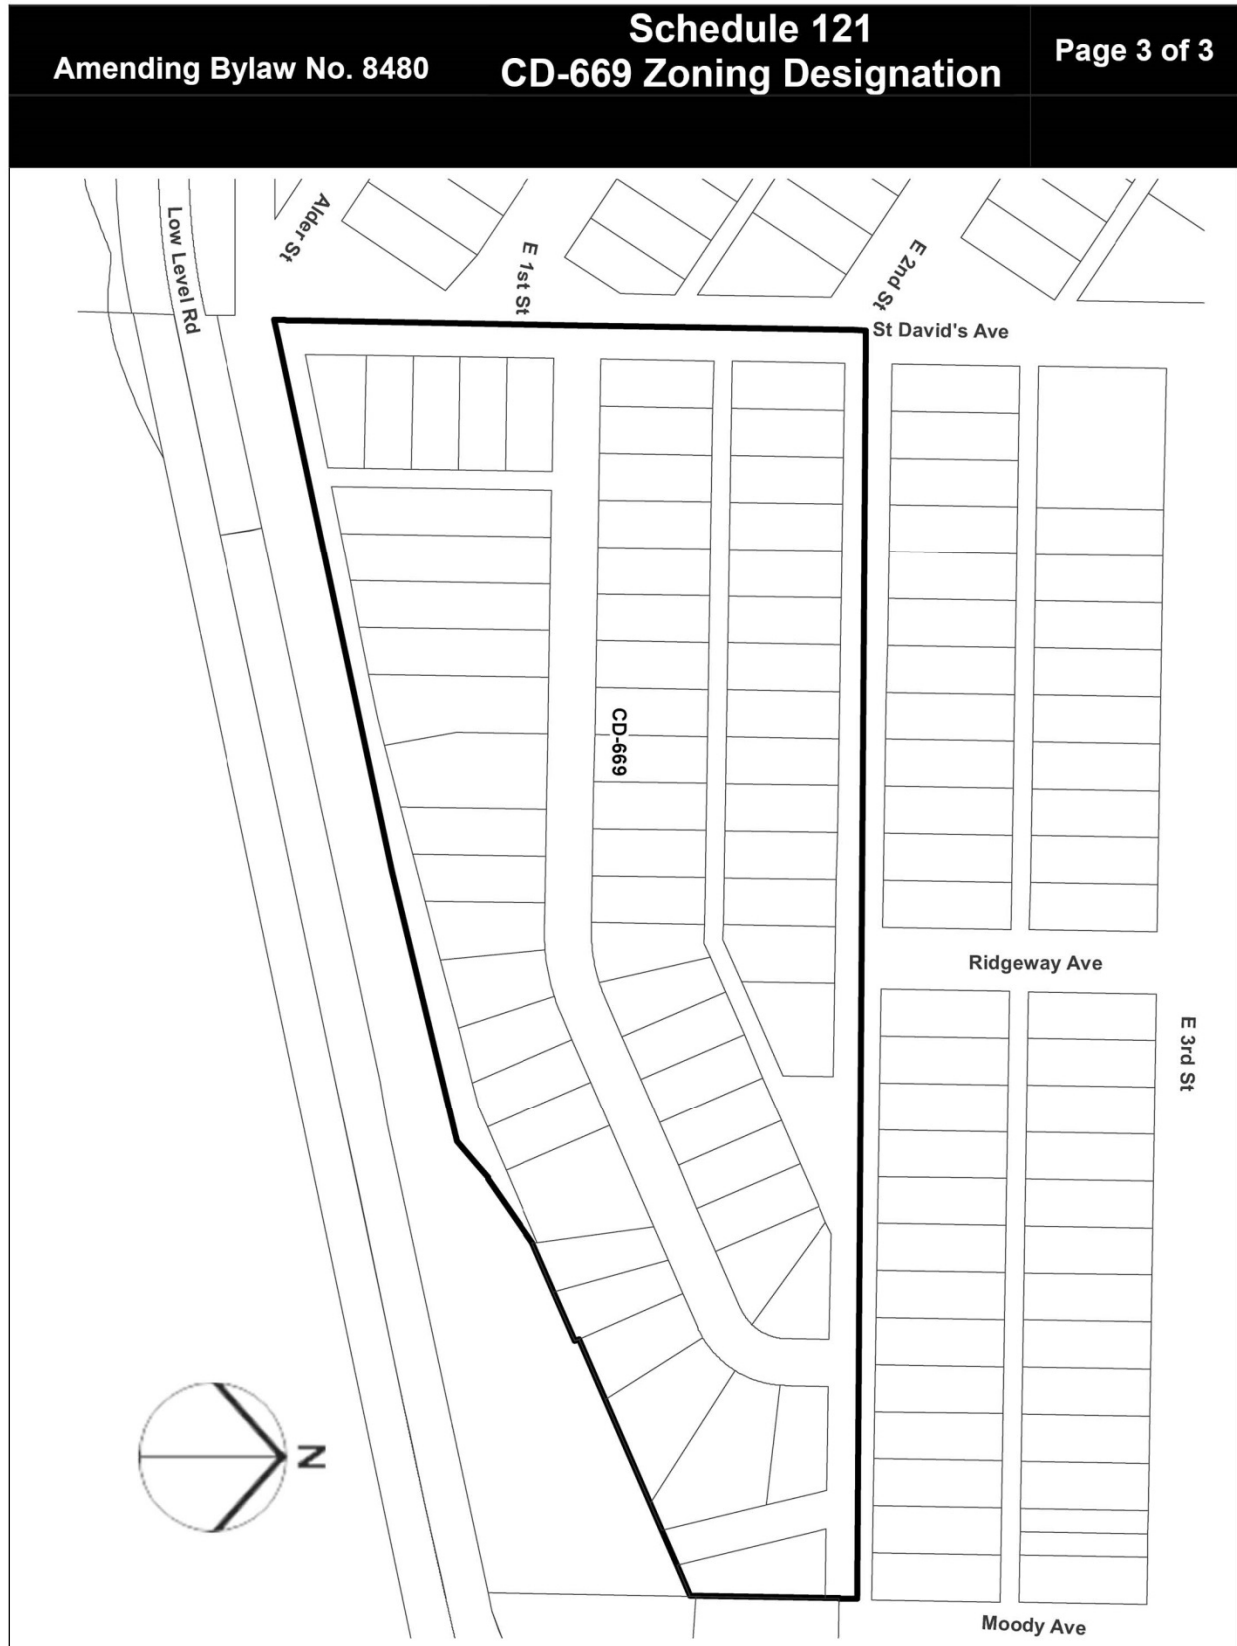 Amending Bylaw No. 8480
Schedule 121
CD-669 Zoning Designation
Page 3 of 3
Low Level Rd
Alder St
E 1st St
E 2nd St
St David's Ave
CD-669
Ridgeway Ave
E 3rd St
N
Moody Ave